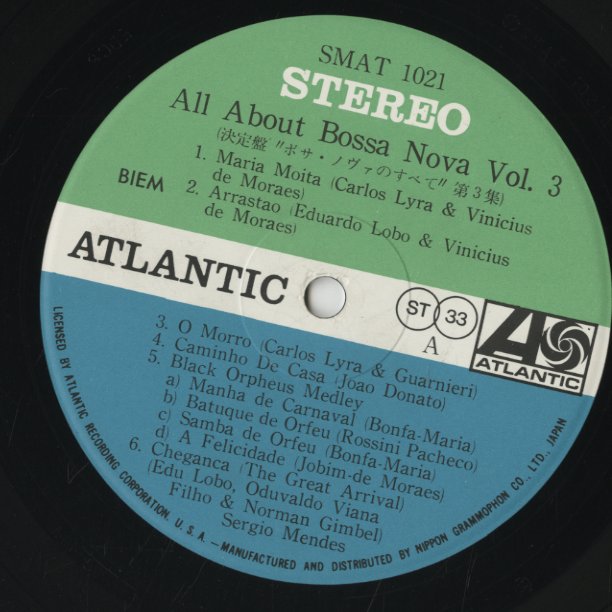 SMAT 1021
STEREO
All About Bossa Nova Vol. 3
(決定盤 "ボサ・ノヴァのすべて" 第3集)
BIEM
1. Maria Moita (Carlos Lyra & Vinicius
de Moraes)
2. Arrastao (Eduardo Lobo & Vinicius
de Moraes)
ATLANTIC
ST 33
A
A
ATLANTIC
3. O Morro (Carlos Lyra & Guarnieri)
4. Caminho De Casa (Joao Donato)
5. Black Orpheus Medley
a) Manha de Carnaval (Bonfa-Maria)
b) Batuque de Orfeu (Rossini Pacheco)
c) Samba de Orfeu (Bonfa-Maria)
d) A Felicidade (Jobim-de Moraes)
6. Cheganca (The Great Arrival)
(Edu Lobo, Oduvaldo Viana
Filho & Norman Gimbel)
Sergio Mendes
LICENSED BY ATLANTIC RECORDING CORPORATION, U.S.A.—MANUFACTURED AND DISTRIBUTED BY NIPPON GRAMMOPHON CO., LTD., JAPAN